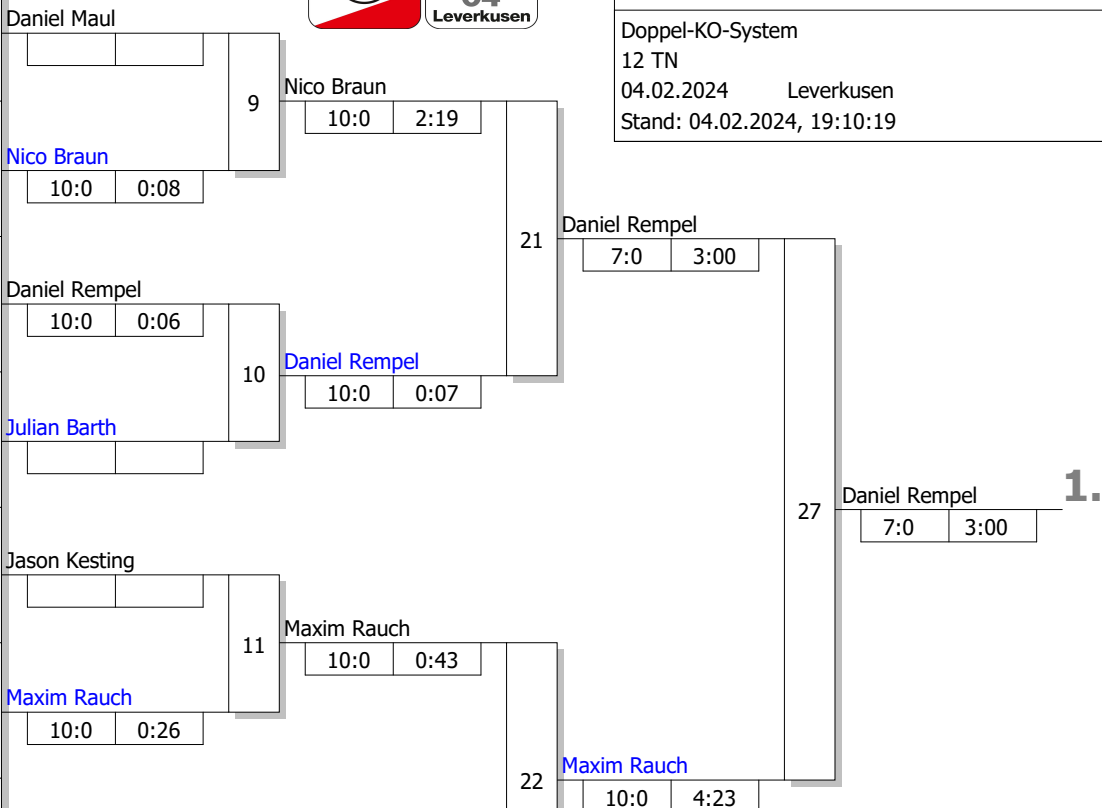 Daniel Maul
Leverkusen
Doppel-KO-System
12 TN
04.02.2024 Leverkusen
Stand: 04.02.2024, 19:10:19
9
Nico Braun
10:0 2:19
Nico Braun
10:0 0:08
21
Daniel Rempel
7:0 3:00
Daniel Rempel
10:0 0:06
10
Daniel Rempel
10:0 0:07
Julian Barth
27
Daniel Rempel
1.
7:0 3:00
Jason Kesting
11
Maxim Rauch
10:0 0:43
Maxim Rauch
10:0 0:26
22
Maxim Rauch
10:0 4:23